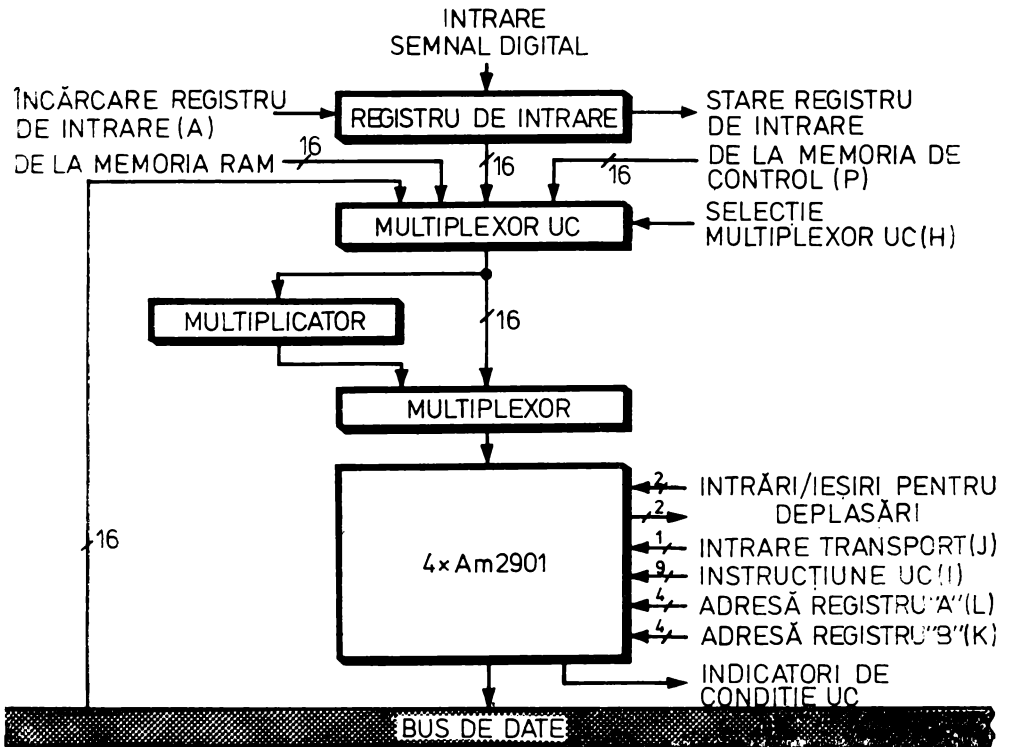 INTRARE
SEMNAL DIGITAL
ÎNCĂRCARE REGISTRU
DE INTRARE (A)
REGISTRU DE INTRARE
STARE REGISTRU
DE INTRARE
DE LA MEMORIA RAM
16
16
16
DE LA MEMORIA DE
CONTROL (P)
MULTIPLEXOR UC
SELECȚIE
MULTIPLEXOR UC(H)
MULTIPLICATOR
16
MULTIPLEXOR
16
4×Am2901
2
INTRĂRI/IEȘIRI PENTRU
2
DEPLASĂRI
1
INTRARE TRANSPORT(J)
9
INSTRUCȚIUNE UC(I)
4
ADRESĂ REGISTRU"A"(L)
4
ADRESĂ REGISTRU"B"(K)
INDICATORI DE
CONDIȚIE UC
BUS DE DATE